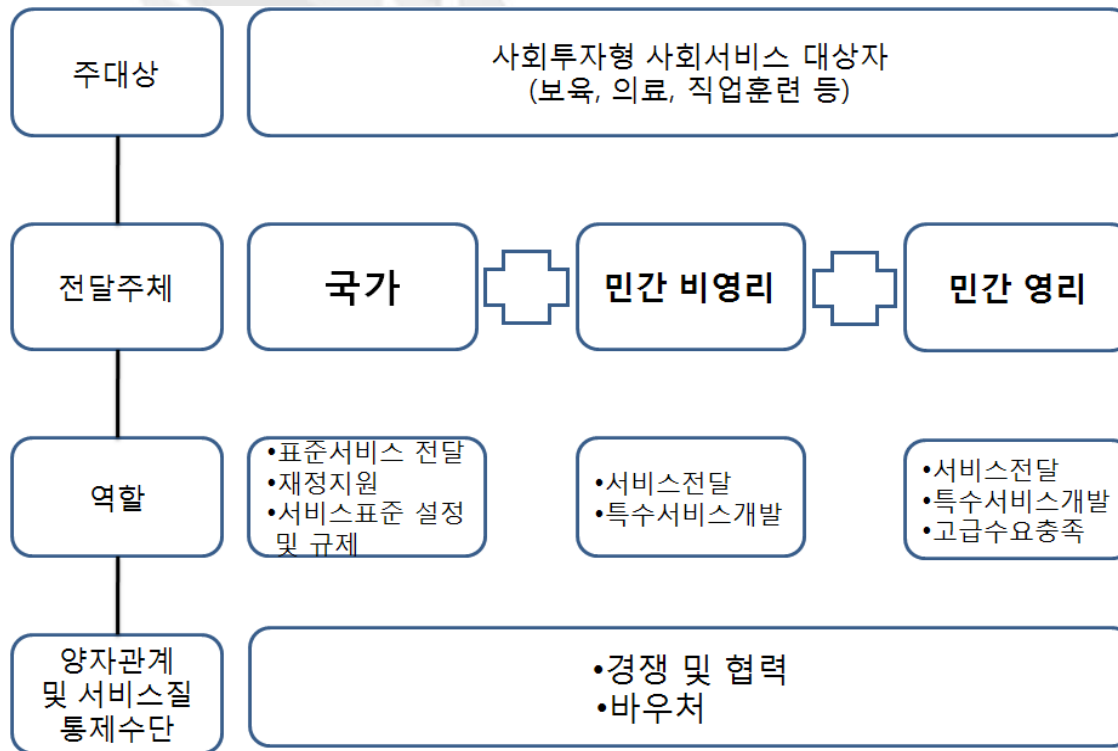 주대상
사회투자형 사회서비스 대상자
(보육, 의료, 직업훈련 등)
전달주체
국가
민간 비영리
민간 영리
역할
•표준서비스 전달
•재정지원
•서비스표준 설정
및 규제
•서비스전달
•특수서비스개발
•서비스전달
•특수서비스개발
•고급수요충족
양자관계
및 서비스질
통제수단
•경쟁 및 협력
•바우처